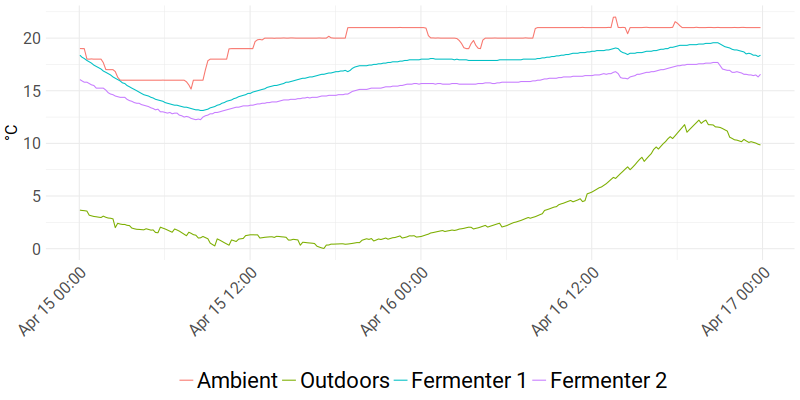 20
15
10
5
0
°C
Apr 15 00:00
Apr 15 12:00
Apr 16 00:00
Apr 16 12:00
Apr 17 00:00
Ambient Outdoors Fermenter 1 Fermenter 2